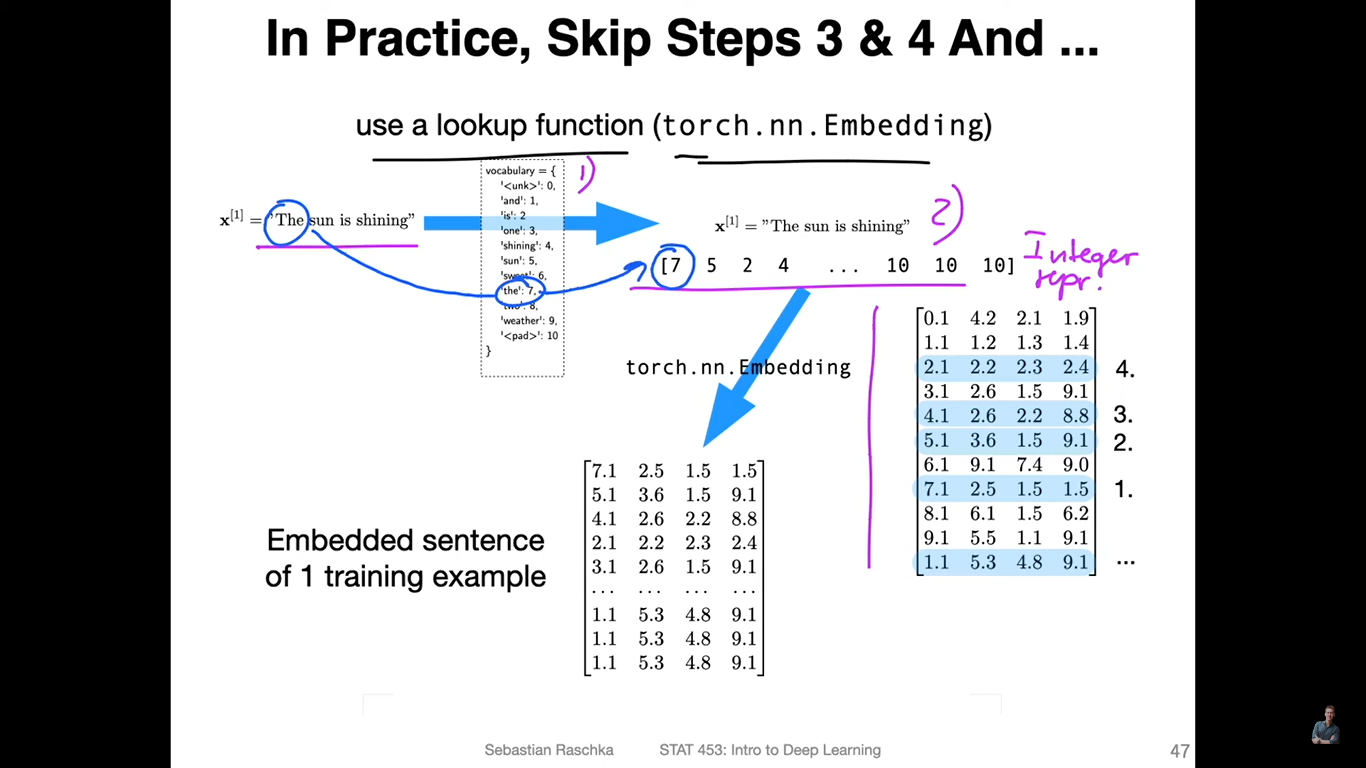 In Practice, Skip Steps 3 & 4 And ...
use a lookup function (torch.nn.Embedding)
x[1] = "The sun is shining"
vocabulary = {
'<unk>': 0,
'and': 1,
'is': 2
'one': 3,
'shining': 4,
'sun': 5,
'sweet': 6,
'the': 7,
'two': 8,
'weather': 9,
'<pad>': 10
}
1)
x[1] = "The sun is shining"
2)
[7 5 2 4 ... 10 10 10]
Integer
repr.
torch.nn.Embedding
0.1 4.2 2.1 1.9
1.1 1.2 1.3 1.4
2.1 2.2 2.3 2.4 4.
3.1 2.6 1.5 9.1
4.1 2.6 2.2 8.8 3.
5.1 3.6 1.5 9.1 2.
6.1 9.1 7.4 9.0
7.1 2.5 1.5 1.5 1.
8.1 6.1 1.5 6.2
9.1 5.5 1.1 9.1
1.1 5.3 4.8 9.1 ...
Embedded sentence
of 1 training example
7.1 2.5 1.5 1.5
5.1 3.6 1.5 9.1
4.1 2.6 2.2 8.8
2.1 2.2 2.3 2.4
3.1 2.6 1.5 9.1
... ... ... ...
1.1 5.3 4.8 9.1
1.1 5.3 4.8 9.1
1.1 5.3 4.8 9.1
Sebastian Raschka STAT 453: Intro to Deep Learning 47